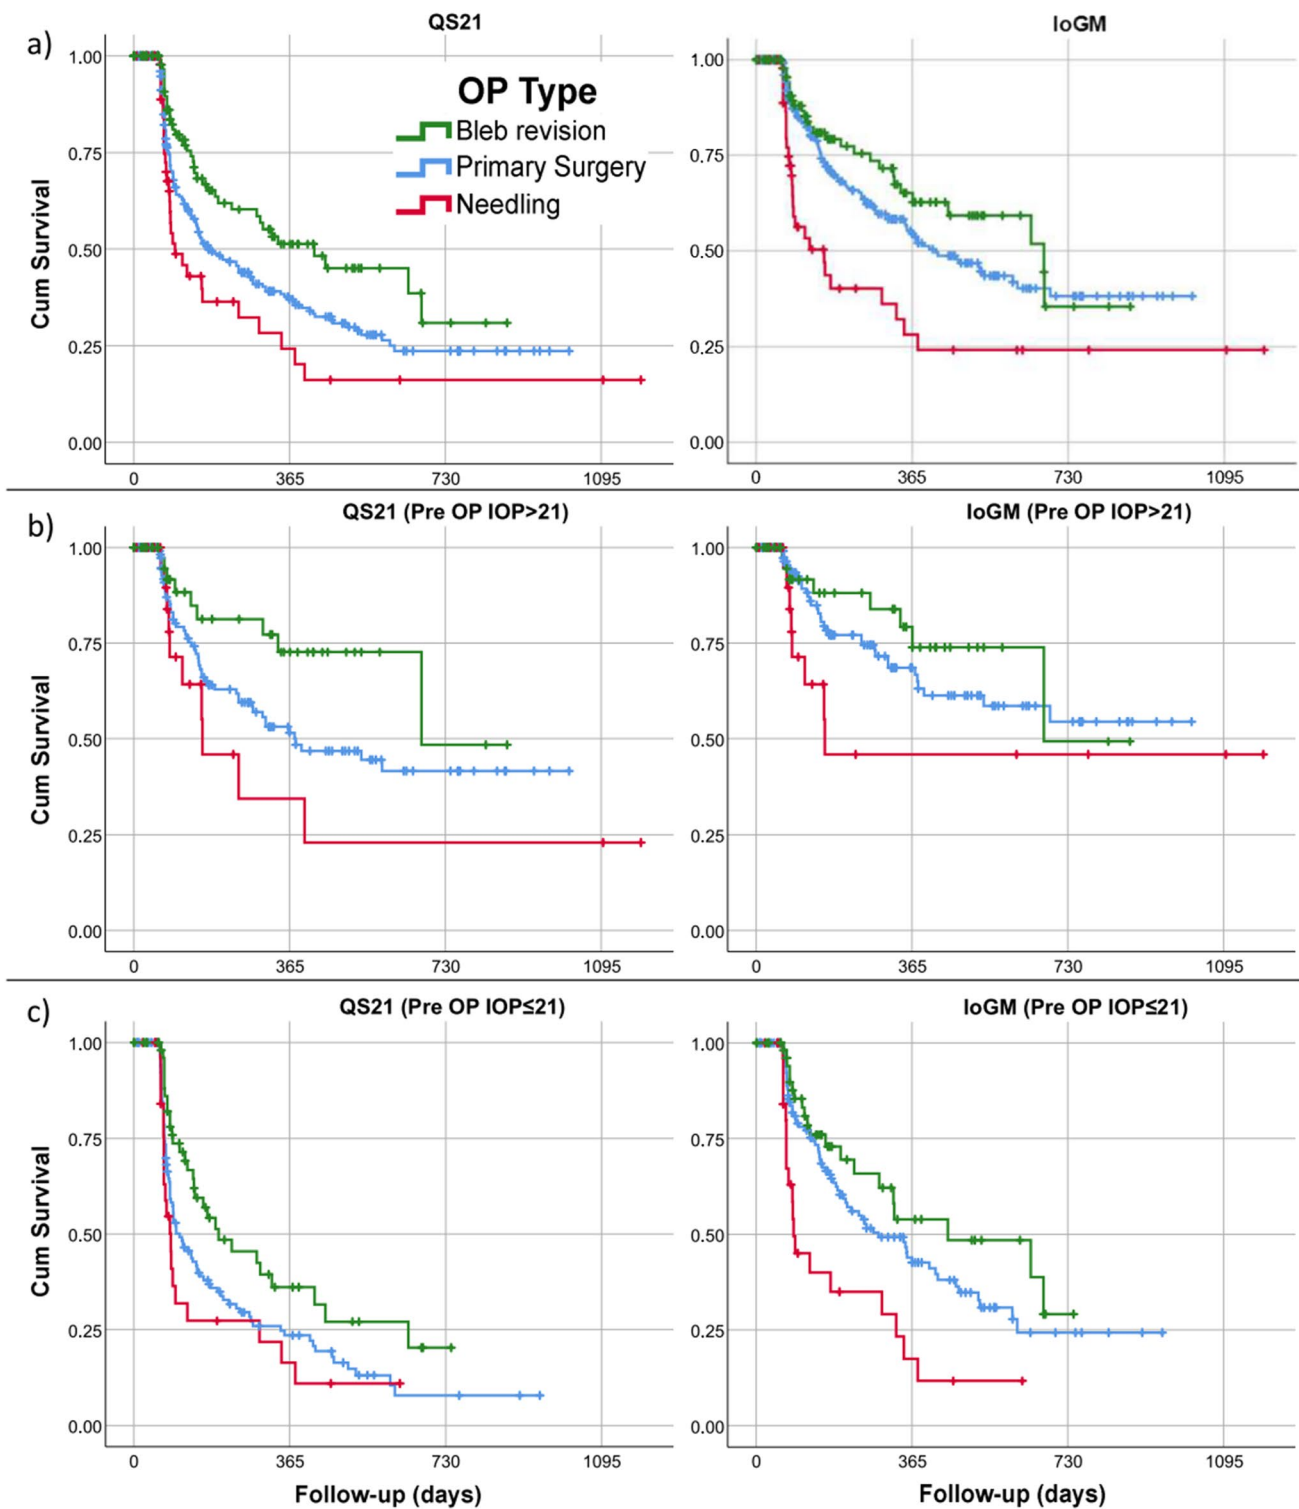 a)
QS21
IoGM
OP Type
Bleb revision
Primary Surgery
Needling
Cum Survival
1.00
0.75
0.50
0.25
0.00
0 365 730 1095
1.00
0.75
0.50
0.25
0.00
0 365 730 1095
b)
QS21 (Pre OP IOP>21)
IoGM (Pre OP IOP>21)
Cum Survival
1.00
0.75
0.50
0.25
0.00
0 365 730 1095
1.00
0.75
0.50
0.25
0.00
0 365 730 1095
c)
QS21 (Pre OP IOP≤21)
IoGM (Pre OP IOP≤21)
Cum Survival
1.00
0.75
0.50
0.25
0.00
0 365 730 1095
Follow-up (days)
1.00
0.75
0.50
0.25
0.00
0 365 730 1095
Follow-up (days)